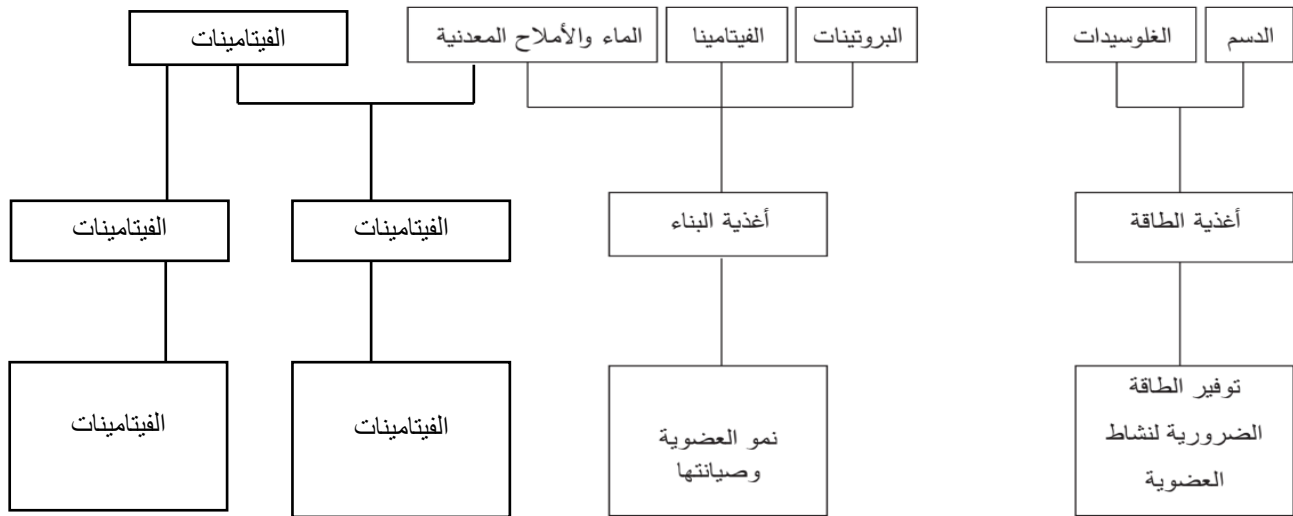 الدسم
الغلوسيدات
البروتينات
الفيتامينا
الماء والأملاح المعدنية
الفيتامينات
أغذية الطاقة
أغذية البناء
الفيتامينات
الفيتامينات
توفير الطاقة
الضرورية لنشاط
العضوية
نمو العضوية
وصيانتها
الفيتامينات
الفيتامينات